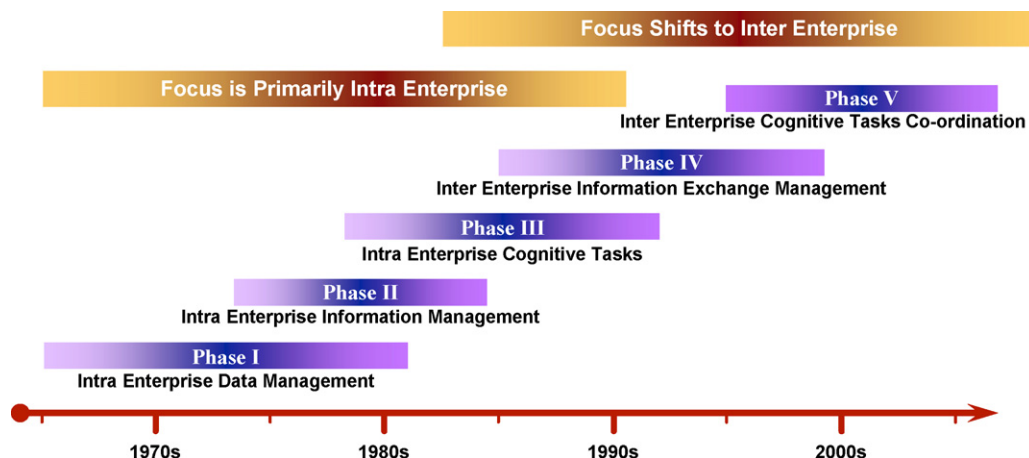 Focus Shifts to Inter Enterprise
Focus is Primarily Intra Enterprise
Phase V
Inter Enterprise Cognitive Tasks Co-ordination
Phase IV
Inter Enterprise Information Exchange Management
Phase III
Intra Enterprise Cognitive Tasks
Phase II
Intra Enterprise Information Management
Phase I
Intra Enterprise Data Management
1970s 1980s 1990s 2000s